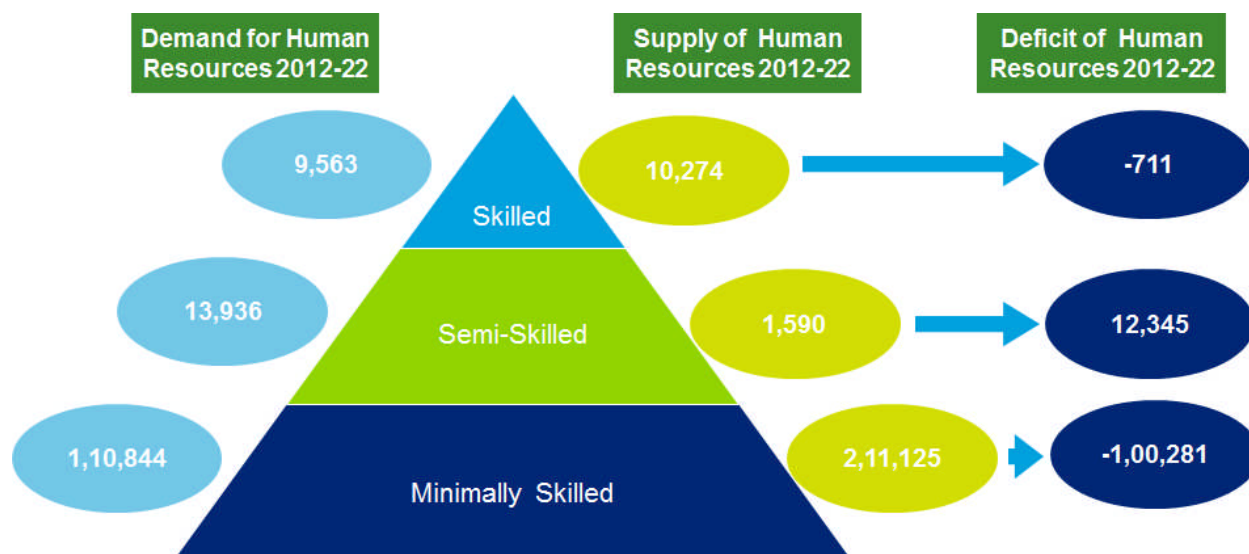 Demand for Human
Resources 2012-22
Supply of Human
Resources 2012-22
Deficit of Human
Resources 2012-22
9,563
Skilled
10,274
-711
13,936
Semi-Skilled
1,590
12,345
1,10,844
Minimally Skilled
2,11,125
-1,00,281